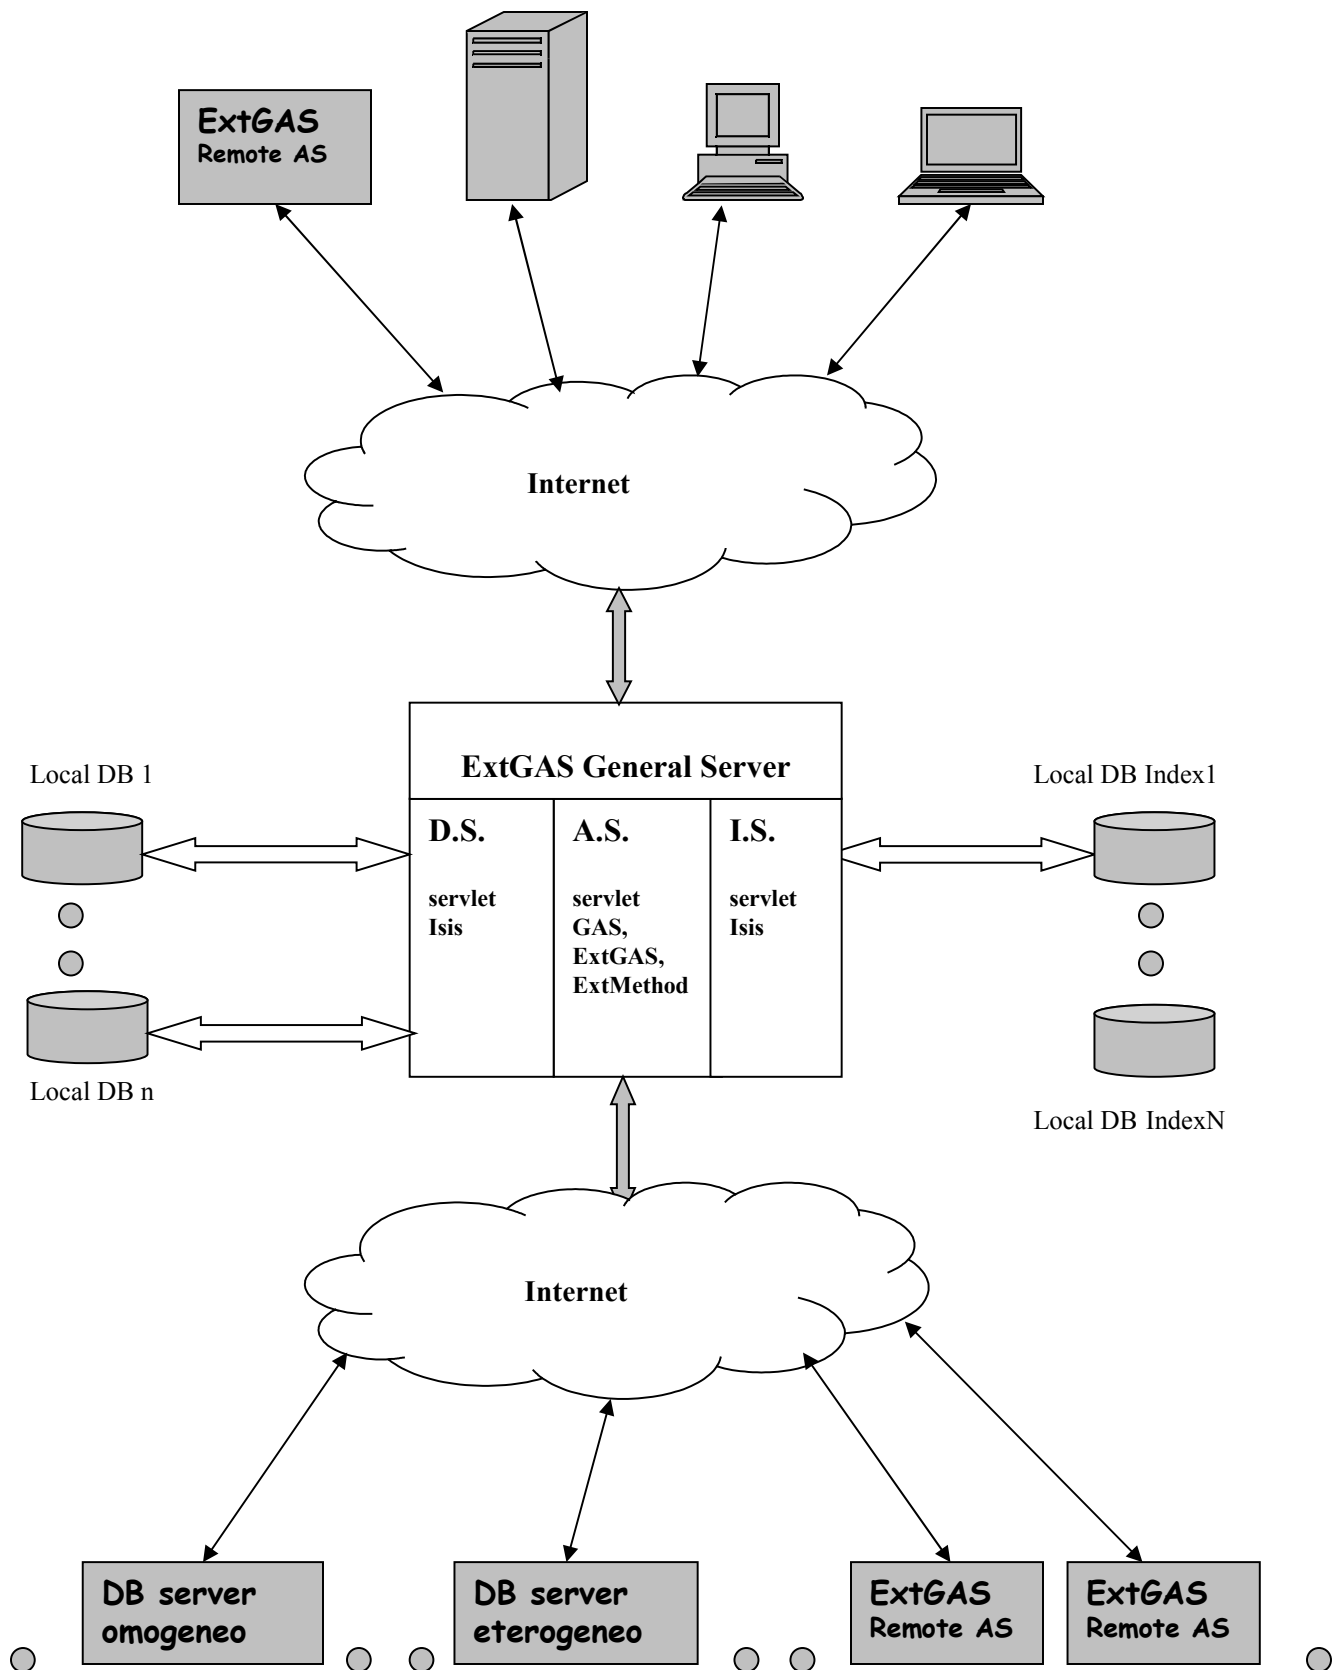 ExtGAS
Remote AS
Internet
ExtGAS General Server
Local DB 1
Local DB Index1
D.S.
servlet
Isis
A.S.
servlet
GAS,
ExtGAS,
ExtMethod
I.S.
servlet
Isis
Local DB n
Local DB IndexN
Internet
DB server
omogeneo
DB server
eterogeneo
ExtGAS
Remote AS
ExtGAS
Remote AS